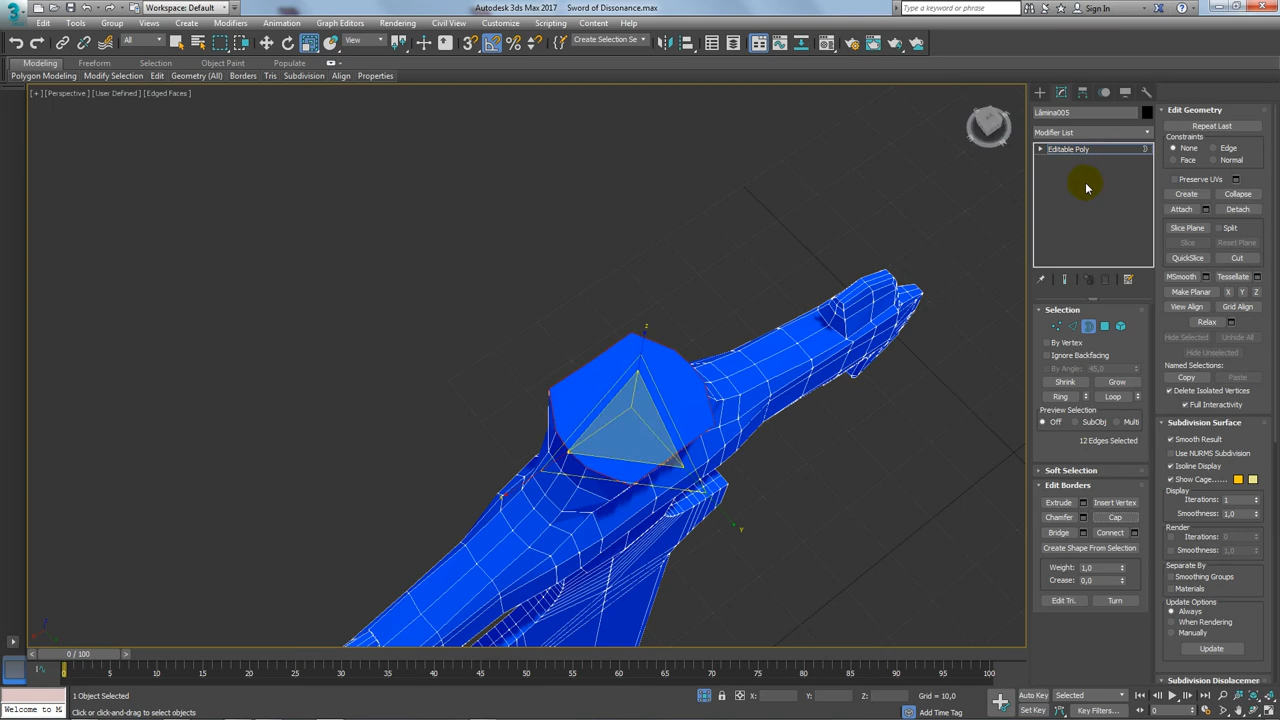 Workspace: Default
Autodesk 3ds Max 2017 Sword of Dissonance.max
Type a keyword or phrase
Sign In
Edit Tools Group Views Create Modifiers Animation Graph Editors Rendering Civil View Customize Scripting Content Help
All View Create Selection Se
Modeling Freeform Selection Object Paint Populate
Polygon Modeling Modify Selection Edit Geometry (All) Borders Tris Subdivision Align Properties
[ + ] [Perspective ] [User Defined ] [Edged Faces ]
z
y
Lâmina005
Modifier List
Editable Poly
Selection
By Vertex
Ignore Backfacing
By Angle: 45,0
Shrink Grow
Ring Loop
Preview Selection
Off SubObj Multi
12 Edges Selected
Soft Selection
Edit Borders
Extrude Insert Vertex
Chamfer Cap
Bridge Connect
Create Shape From Selection
Weight: 1,0
Crease: 0,0
Edit Tri. Turn
Edit Geometry
Repeat Last
Constraints
None Edge
Face Normal
Preserve UVs
Create Collapse
Attach Detach
Slice Plane Split
Slice Reset Plane
QuickSlice Cut
MSmooth Tessellate
Make Planar X Y Z
View Align Grid Align
Relax
Hide Selected Unhide All
Hide Unselected
Named Selections:
Copy Paste
Delete Isolated Vertices
Full Interactivity
Subdivision Surface
Smooth Result
Use NURMS Subdivision
Isoline Display
Show Cage......
Display
Iterations: 1
Smoothness: 1,0
Render
Iterations: 0
Smoothness: 1,0
Separate By
Smoothing Groups
Materials
Update Options
Always
When Rendering
Manually
Update
Subdivision Displacemer
0 / 100
0 5 10 15 20 25 30 35 40 45 50 55 60 65 70 75 80 85 90 95 100
1 Object Selected
X: Y: Z: Grid = 10,0
Auto Key Selected
Welcome to M
Click or click-and-drag to select objects
Add Time Tag
Set Key Key Filters...
0